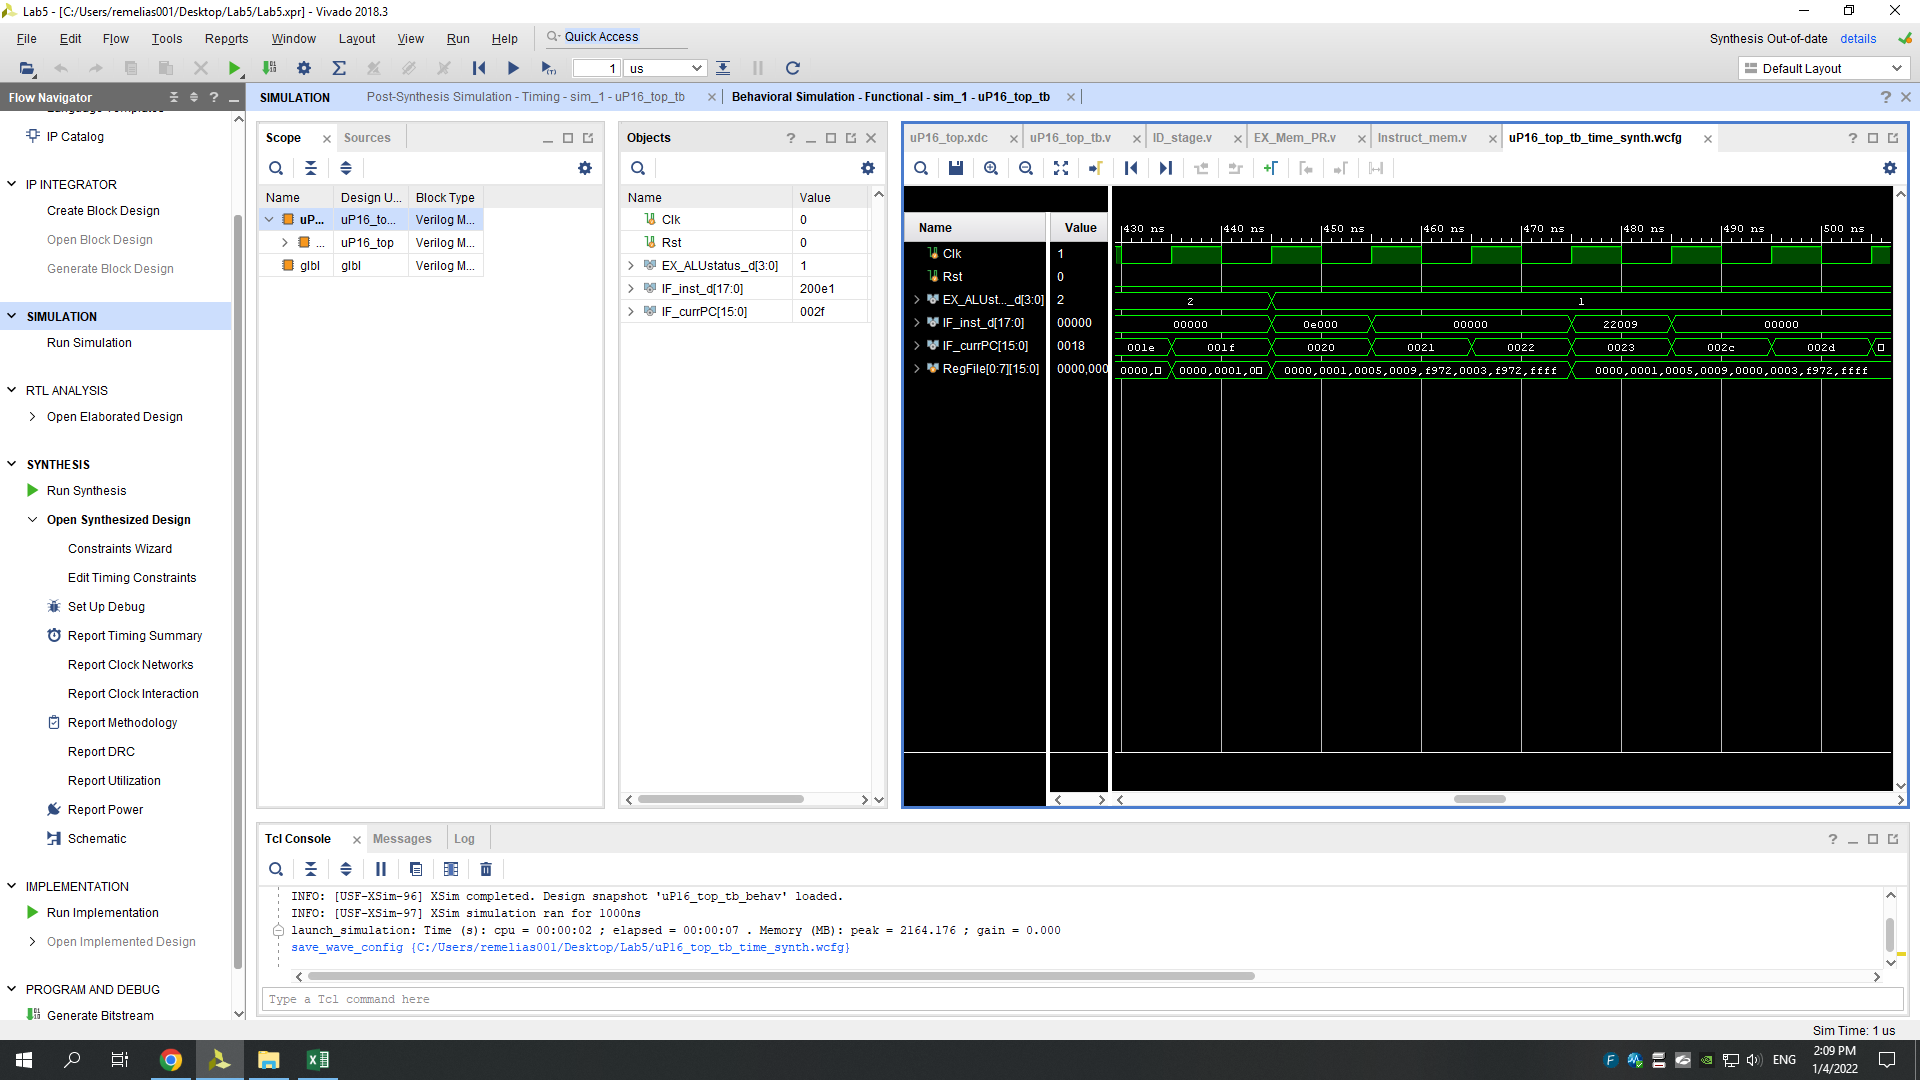 Lab5 - [C:/Users/remelias001/Desktop/Lab5/Lab5.xpr] - Vivado 2018.3
File Edit Flow Tools Reports Window Layout View Run Help Quick Access
Synthesis Out-of-date details
1 us
Default Layout
Flow Navigator
SIMULATION Post-Synthesis Simulation - Timing - sim_1 - uP16_top_tb Behavioral Simulation - Functional - sim_1 - uP16_top_tb
IP Catalog
IP INTEGRATOR
Create Block Design
Open Block Design
Generate Block Design
SIMULATION
Run Simulation
RTL ANALYSIS
Open Elaborated Design
SYNTHESIS
Run Synthesis
Open Synthesized Design
Constraints Wizard
Edit Timing Constraints
Set Up Debug
Report Timing Summary
Report Clock Networks
Report Clock Interaction
Report Methodology
Report DRC
Report Utilization
Report Power
Schematic
IMPLEMENTATION
Run Implementation
Open Implemented Design
PROGRAM AND DEBUG
Generate Bitstream
Scope Sources
Name Design U... Block Type
uP... uP16_to... Verilog M...
... uP16_top Verilog M...
glbl glbl Verilog M...
Objects
Name Value
Clk 0
Rst 0
EX_ALUstatus_d[3:0] 1
IF_inst_d[17:0] 200e1
IF_currPC[15:0] 002f
uP16_top.xdc uP16_top_tb.v ID_stage.v EX_Mem_PR.v Instruct_mem.v uP16_top_tb_time_synth.wcfg
Name Value 430 ns 440 ns 450 ns 460 ns 470 ns 480 ns 490 ns 500 ns
Clk 1
Rst 0
EX_ALUst..._d[3:0] 2 2 1
IF_inst_d[17:0] 00000 00000 0e000 00000 22009 00000
IF_currPC[15:0] 0018 001e 001f 0020 0021 0022 0023 002c 002d
RegFile[0:7][15:0] 0000,000 0000, 0000,0001,0 0000,0001,0005,0009,f972,0003,f972,ffff 0000,0001,0005,0009,0000,0003,f972,ffff
Tcl Console Messages Log
INFO: [USF-XSim-96] XSim completed. Design snapshot 'uP16_top_tb_behav' loaded.
INFO: [USF-XSim-97] XSim simulation ran for 1000ns
launch_simulation: Time (s): cpu = 00:00:02 ; elapsed = 00:00:07 . Memory (MB): peak = 2164.176 ; gain = 0.000
save_wave_config {C:/Users/remelias001/Desktop/Lab5/uP16_top_tb_time_synth.wcfg}
Type a Tcl command here
Sim Time: 1 us
ENG
2:09 PM
1/4/2022